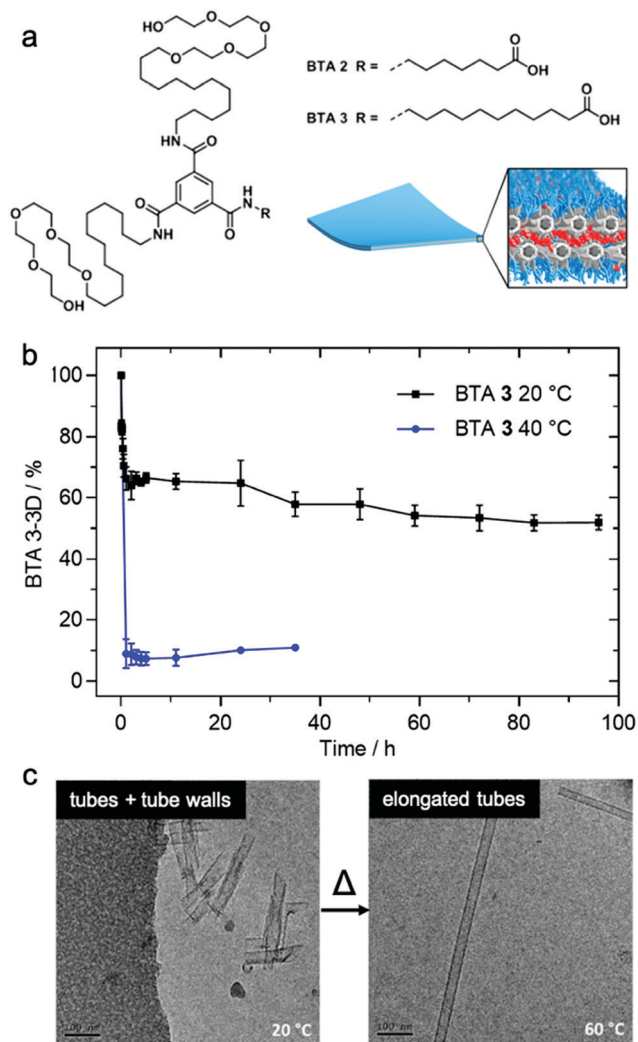 a
HO
O
O
O
O
NH
O
O
NH
O
HN
R
O
O
O
O
OH
BTA 2 R =
O
OH
BTA 3 R =
O
OH
b
BTA 3-3D / %
100
80
60
40
20
0
BTA 3 20 °C
BTA 3 40 °C
0 20 40 60 80 100
Time / h
c
tubes + tube walls
100 nm
20 °C
Δ
elongated tubes
100 nm
60 °C